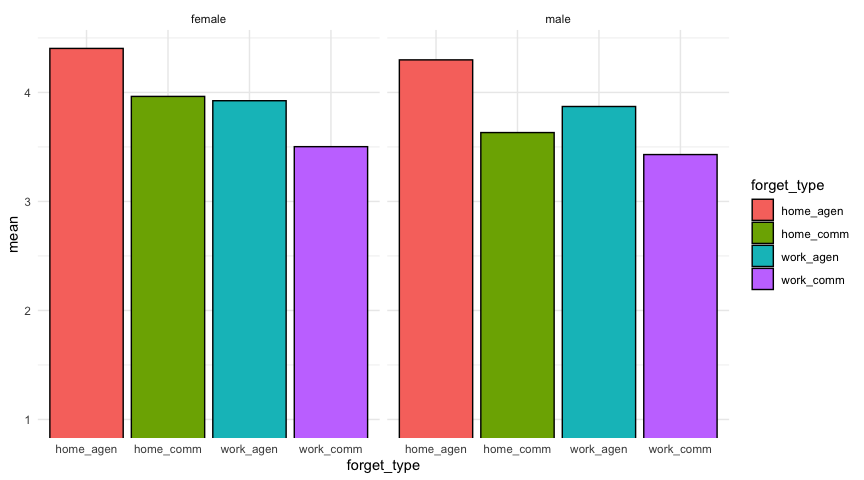 female
male
mean
4
3
2
1
home_agen
home_comm
work_agen
work_comm
home_agen
home_comm
work_agen
work_comm
forget_type
forget_type
home_agen
home_comm
work_agen
work_comm